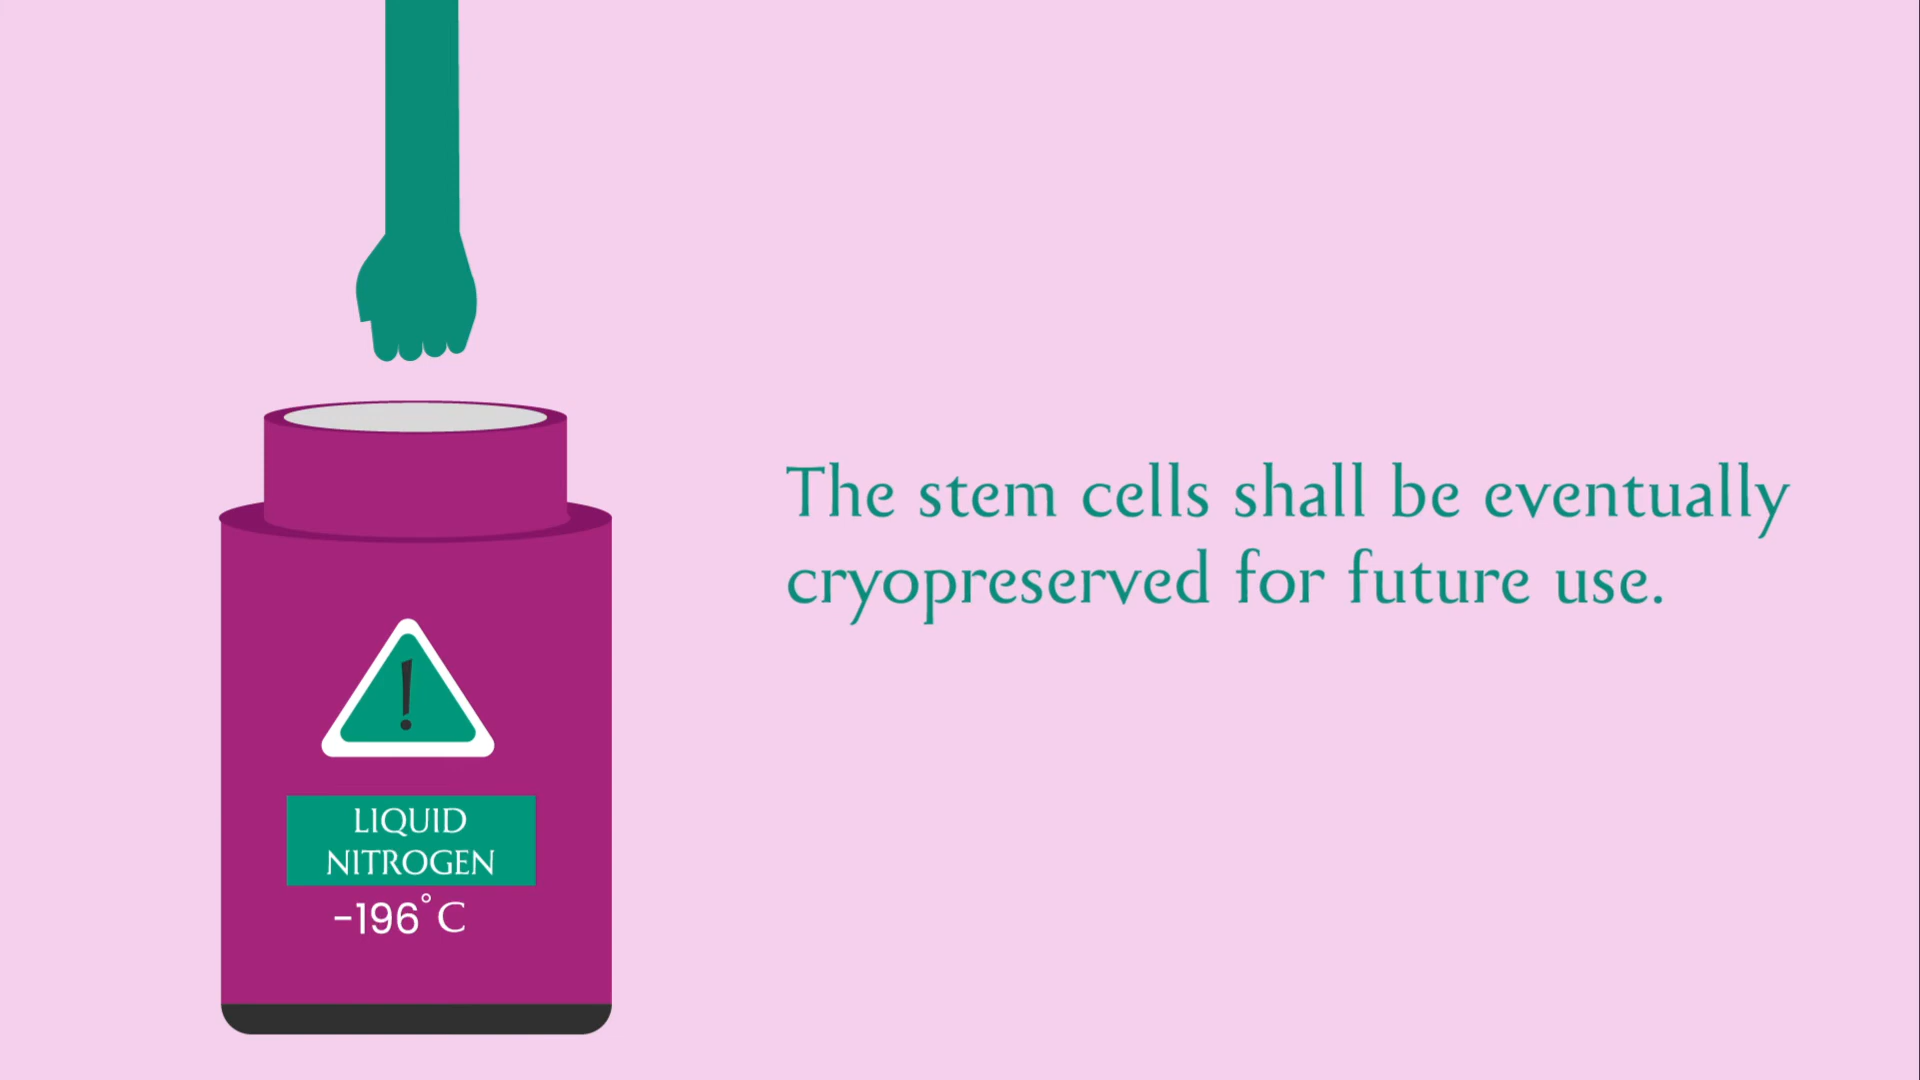 The stem cells shall be eventually
cryopreserved for future use.
!
LIQUID
NITROGEN
-196°C